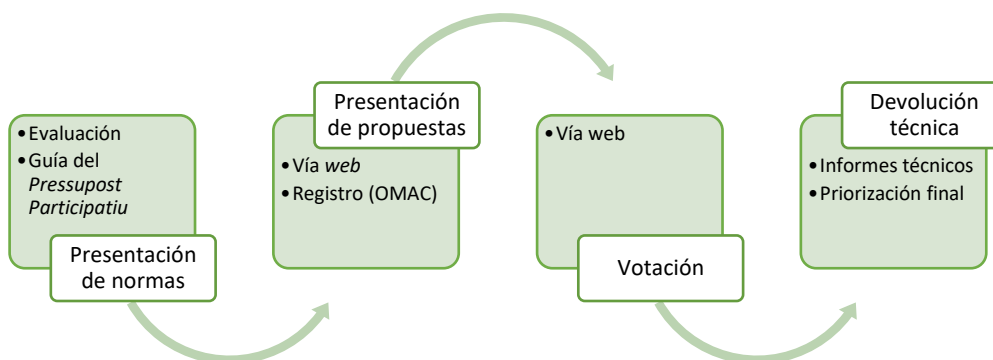 •Evaluación
•Guía del
Pressupost
Participatiu
Presentación
de normas
Presentación
de propuestas
•Vía web
•Registro (OMAC)
•Vía web
Votación
Devolución
técnica
•Informes técnicos
•Priorización final